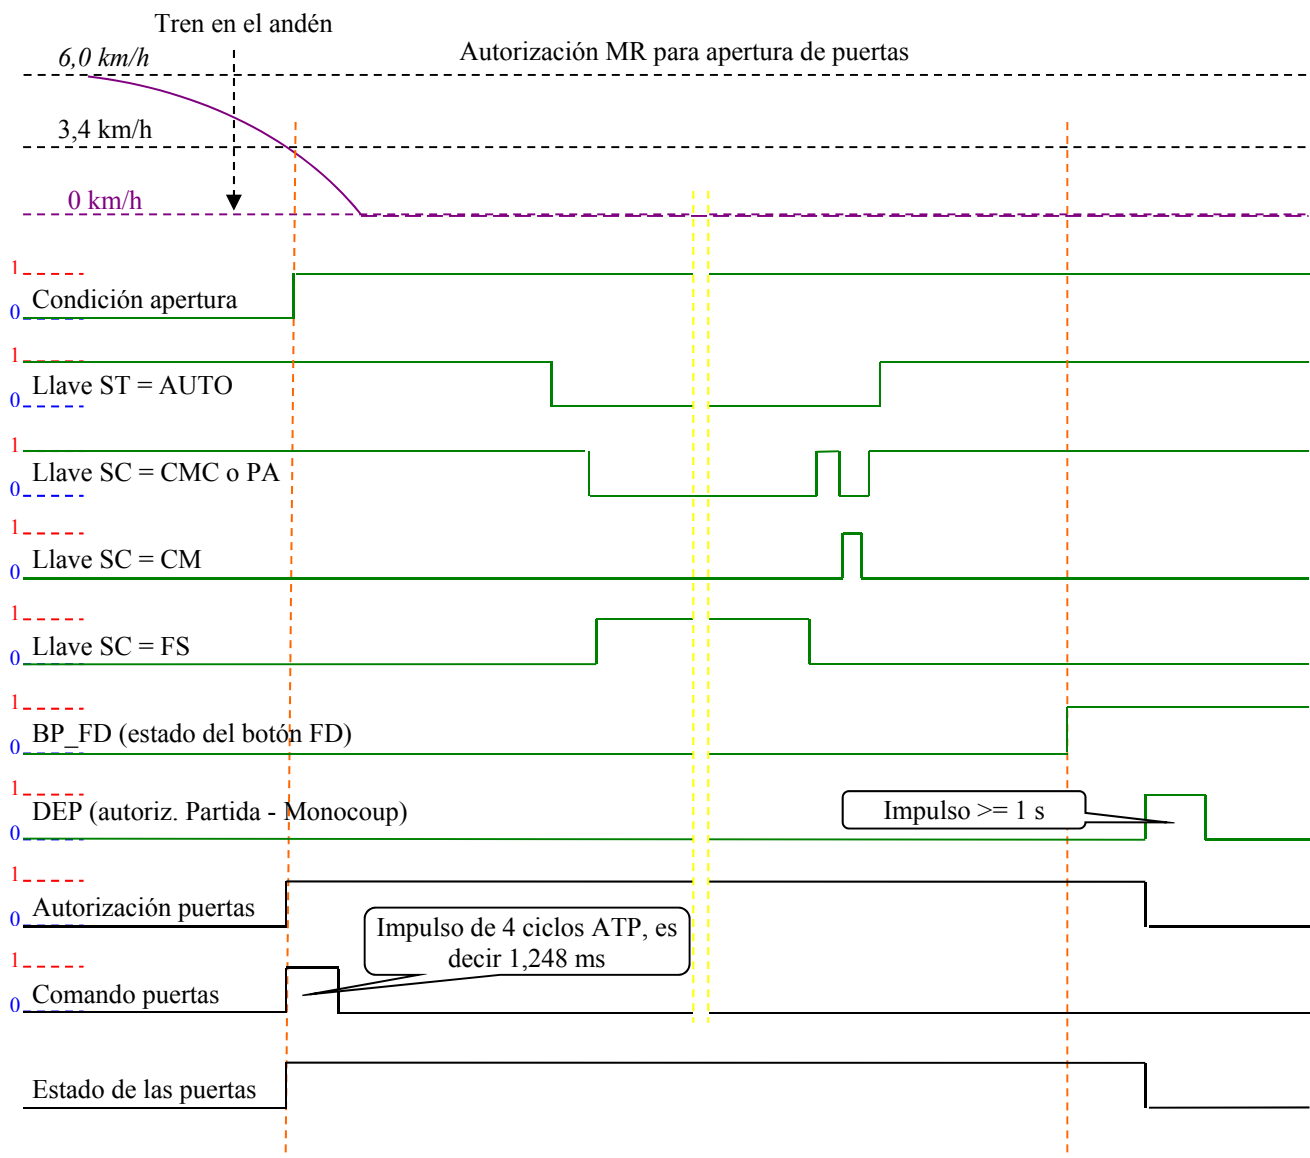 Tren en el andén
6,0 km/h
Autorización MR para apertura de puertas
3,4 km/h
0 km/h
1
Condición apertura
0
1
Llave ST = AUTO
0
1
Llave SC = CMC o PA
0
1
Llave SC = CM
0
1
Llave SC = FS
0
1
BP_FD (estado del botón FD)
0
1
DEP (autoriz. Partida - Monocoup)
0
Impulso >= 1 s
1
Autorización puertas
0
Impulso de 4 ciclos ATP, es
decir 1,248 ms
1
Comando puertas
0
Estado de las puertas